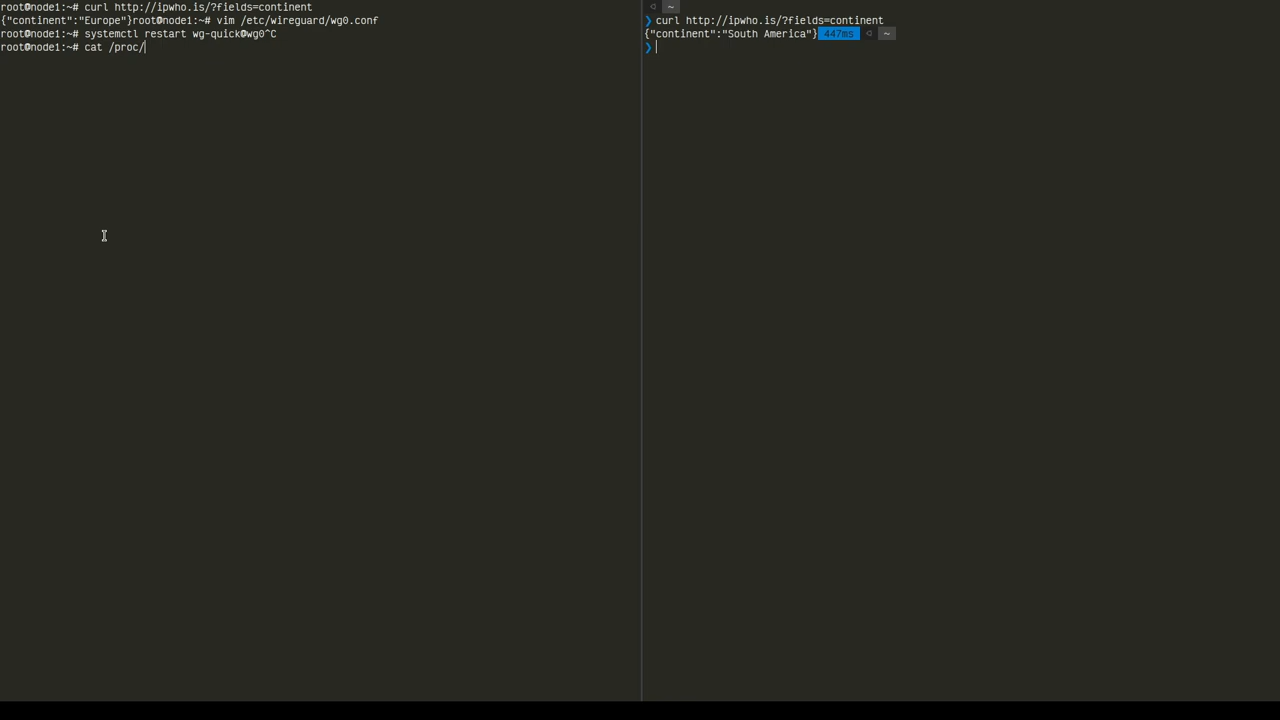 root@node1:~# curl http://ipwho.is/?fields=continent
{"continent":"Europe"}root@node1:~# vim /etc/wireguard/wg0.conf
root@node1:~# systemctl restart wg-quick@wg0^C
root@node1:~# cat /proc/
~
❯ curl http://ipwho.is/?fields=continent
{"continent":"South America"} 447ms ~
❯